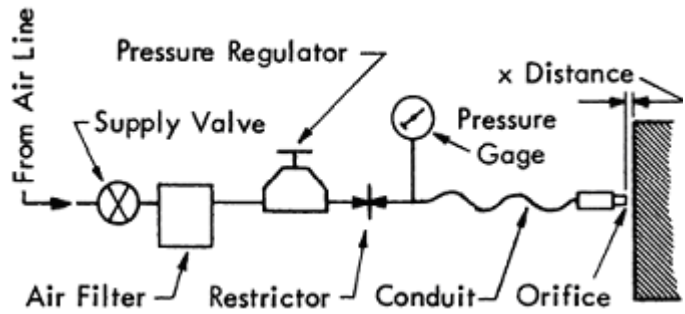 Pressure Regulator
x Distance
Supply Valve
Pressure
Gage
From Air Line
Air Filter
Restrictor
Conduit
Orifice